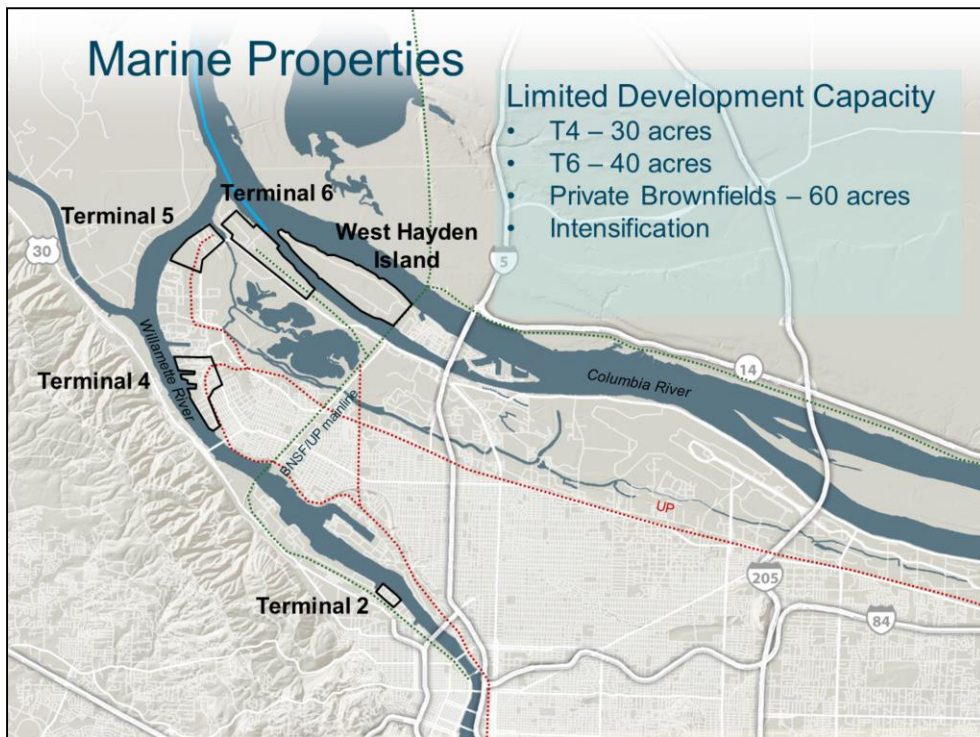 Marine Properties
Limited Development Capacity
• T4 – 30 acres
• T6 – 40 acres
• Private Brownfields – 60 acres
• Intensification
Terminal 6
Terminal 5
West Hayden
Island
30
5
Willamette River
Terminal 4
Columbia River
14
BNSF/UP mainline
UP
205
Terminal 2
84